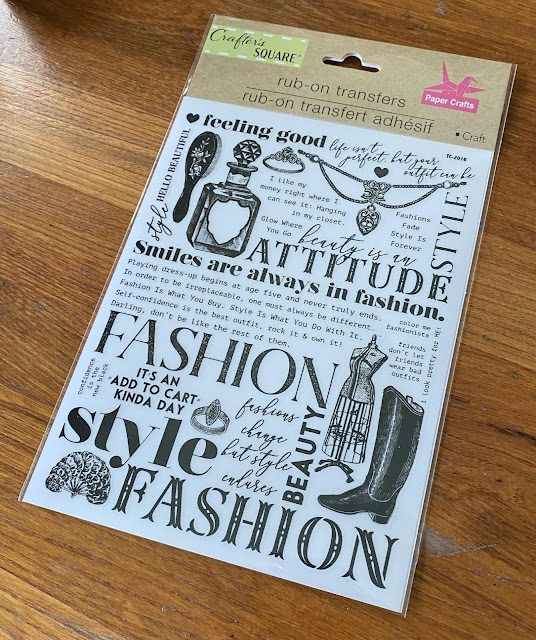 Crafter's
SQUARE®
rub-on transfers
rub-on transfert adhésif
Paper Crafts
• Craft
TC-2016
feeling good
life isn't
perfect, but your
outfit can be
style HELLO BEAUTIFUL
I like my
money right where I
can see it: Hanging
in my closet.
Glow Where
You Go
Fashions
Fade
Style Is
Forever
STYLE
beauty is an
ATTITUDE
Smiles are always in fashion.
Playing dress-up begins at age five and never truly ends.
In order to be irreplaceable, one must always be different.
Fashion Is What You Buy. Style Is What You Do With It.
Self-confidence is the best outfit, rock it & own it!
Darling, don't be like the rest of them.
color me
fashionista
friends
don't let
friends
wear bad
outfits
I look pretty (or ME!
FASHION
confidence
is the
new black
IT'S AN
"ADD TO CART"
KINDA DAY
fashions
change
but style
endures
BEAUTY
style
FASHION